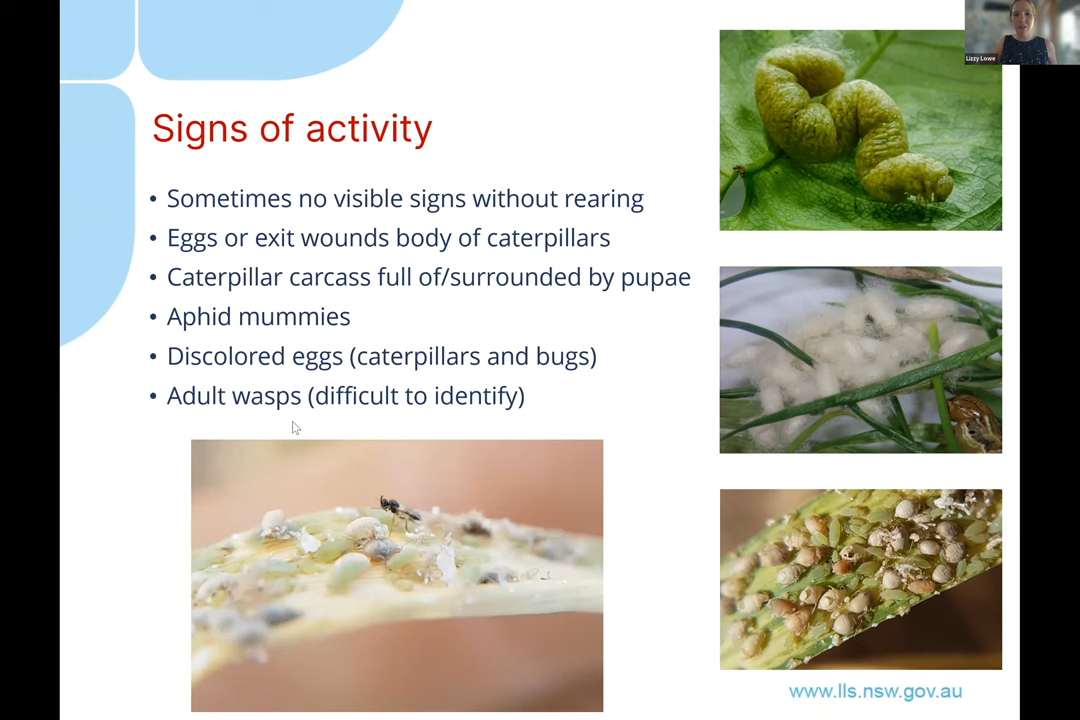 Lizzy Lowe
Signs of activity
• Sometimes no visible signs without rearing
• Eggs or exit wounds body of caterpillars
• Caterpillar carcass full of/surrounded by pupae
• Aphid mummies
• Discolored eggs (caterpillars and bugs)
• Adult wasps (difficult to identify)
www.lls.nsw.gov.au